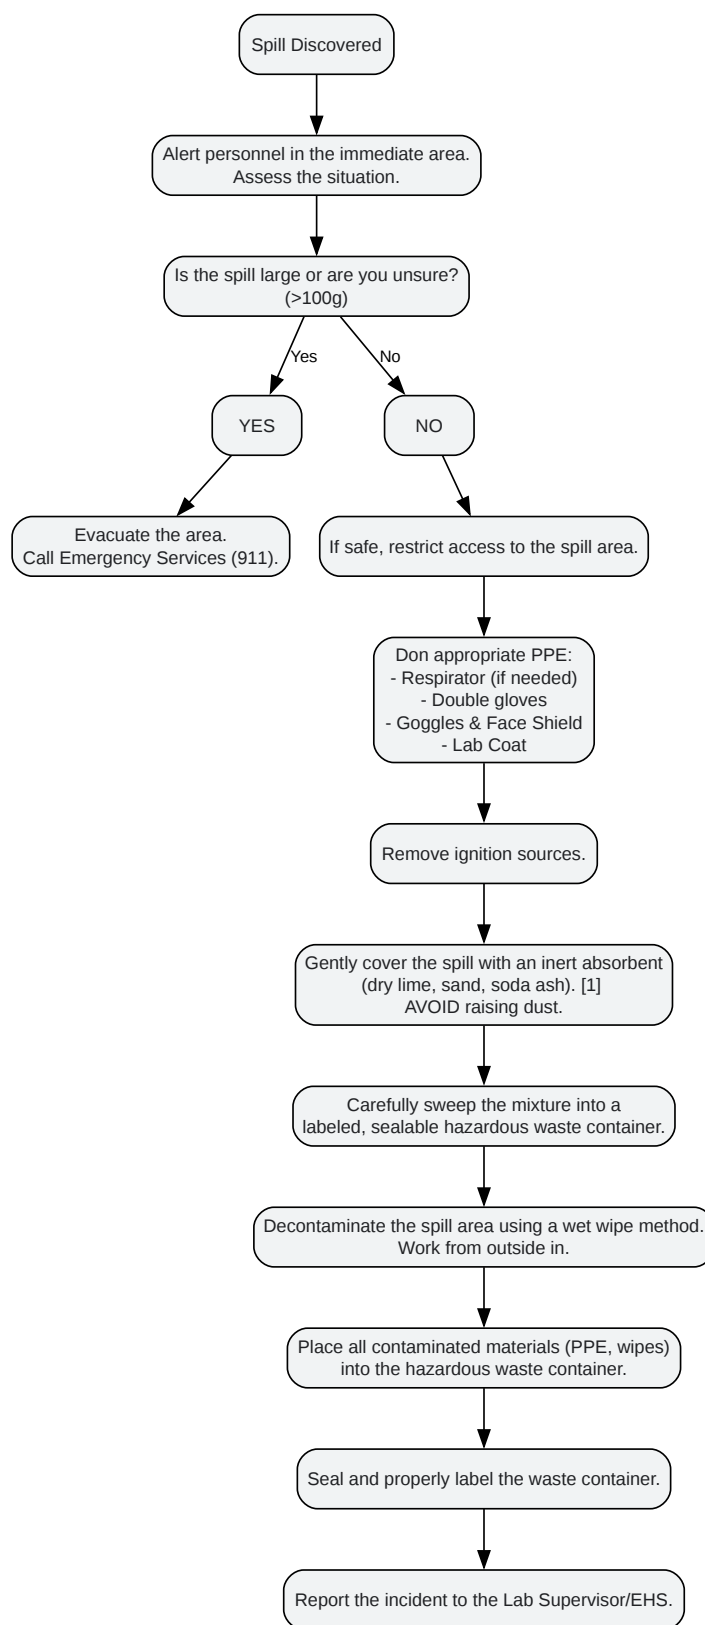 Spill Discovered
Alert personnel in the immediate area.
Assess the situation.
Is the spill large or are you unsure?
(>100g)
Yes
No
YES
NO
Evacuate the area.
Call Emergency Services (911).
If safe, restrict access to the spill area.
Don appropriate PPE:
- Respirator (if needed)
- Double gloves
- Goggles & Face Shield
- Lab Coat
Remove ignition sources.
Gently cover the spill with an inert absorbent
(dry lime, sand, soda ash). [1]
AVOID raising dust.
Carefully sweep the mixture into a
labeled, sealable hazardous waste container.
Decontaminate the spill area using a wet wipe method.
Work from outside in.
Place all contaminated materials (PPE, wipes)
into the hazardous waste container.
Seal and properly label the waste container.
Report the incident to the Lab Supervisor/EHS.